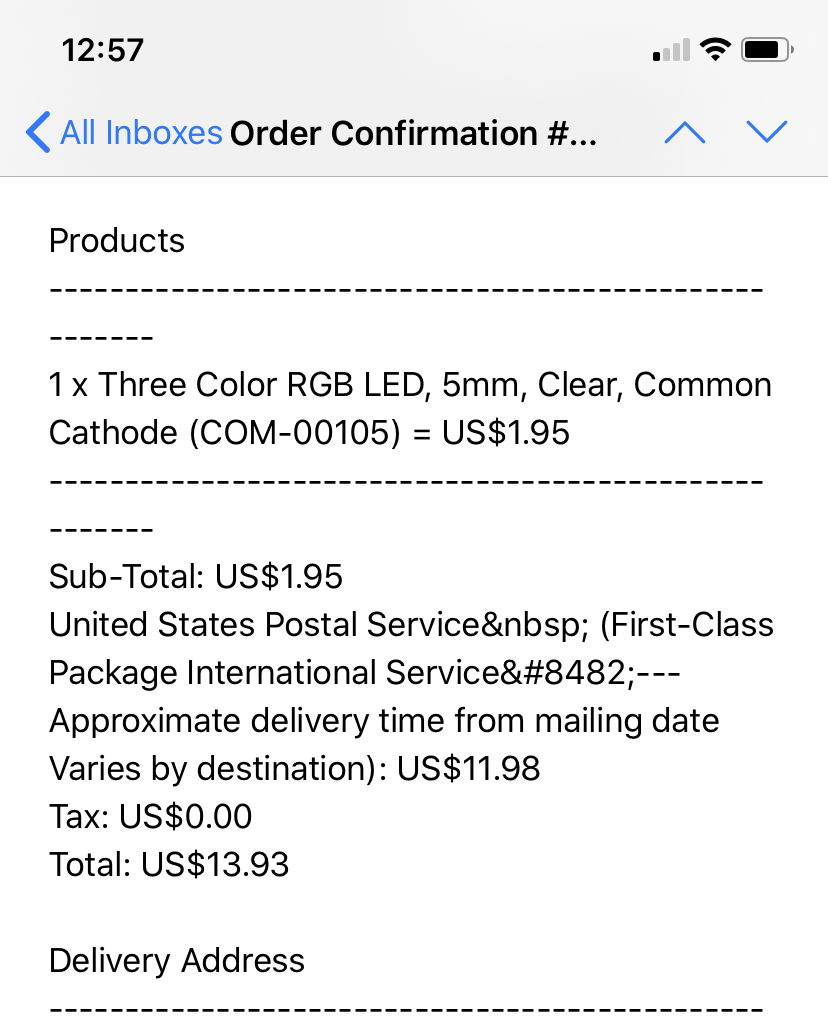 12:57
All Inboxes Order Confirmation #...
Products
-----------------------------------------------
-------
1 x Three Color RGB LED, 5mm, Clear, Common
Cathode (COM-00105) = US$1.95
-----------------------------------------------
-------
Sub-Total: US$1.95
United States Postal Service&nbsp; (First-Class
Package International Service&#8482;---
Approximate delivery time from mailing date
Varies by destination): US$11.98
Tax: US$0.00
Total: US$13.93
Delivery Address
-----------------------------------------------